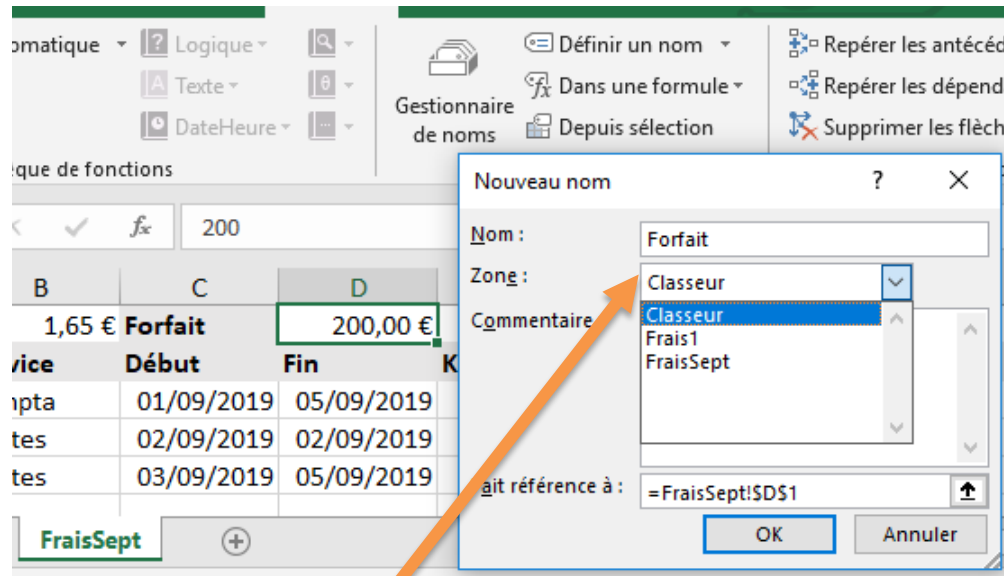 omatique Logique
Texte
DateHeure
que de fonctions
Gestionnaire
de noms
Définir un nom
Dans une formule
Depuis sélection
Repérer les antécéd
Repérer les dépend
Supprimer les flèch
fx 200
B C D
1,65 € Forfait 200,00 €
vice Début Fin K
npta 01/09/2019 05/09/2019
tes 02/09/2019 02/09/2019
tes 03/09/2019 05/09/2019
FraisSept
Nouveau nom ? ×
Nom : Forfait
Zone : Classeur
Commentaire
Classeur
Frais1
FraisSept
ait référence à : =FraisSept!$D$1
OK Annuler